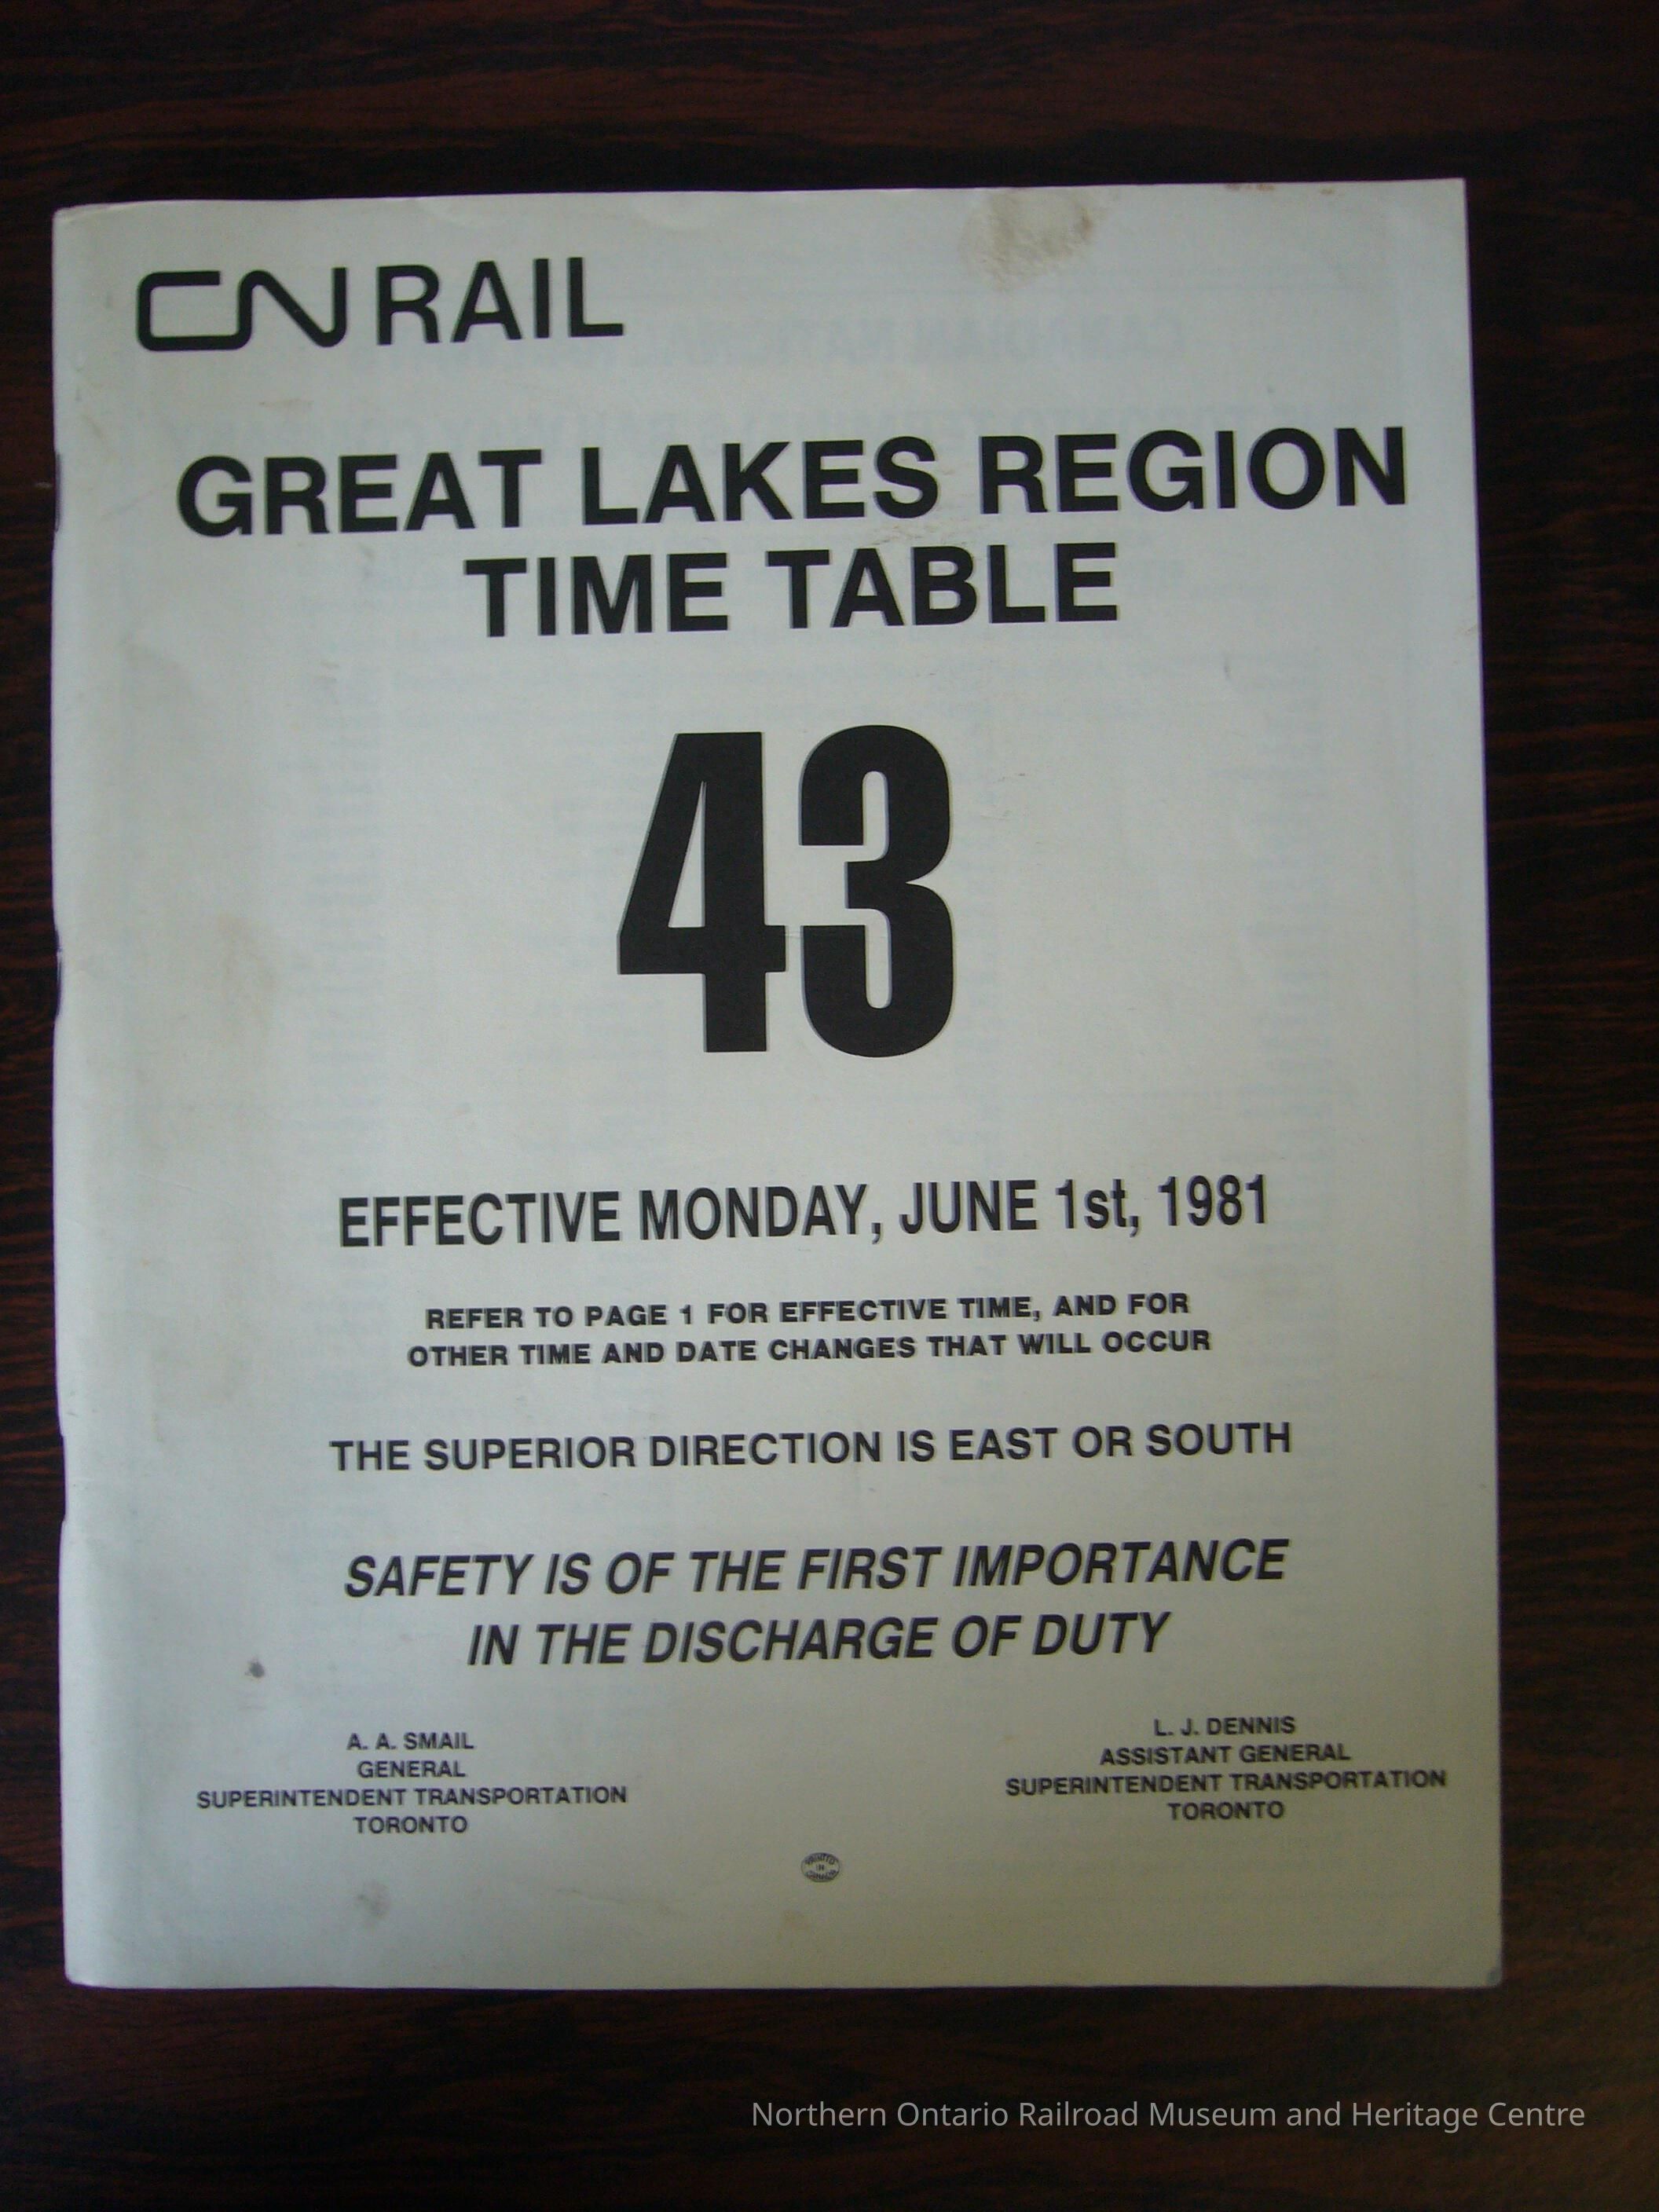 CN RAIL
GREAT LAKES REGION
TIME TABLE
43
EFFECTIVE MONDAY, JUNE 1st, 1981
REFER TO PAGE 1 FOR EFFECTIVE TIME, AND FOR
OTHER TIME AND DATE CHANGES THAT WILL OCCUR
THE SUPERIOR DIRECTION IS EAST OR SOUTH
SAFETY IS OF THE FIRST IMPORTANCE
IN THE DISCHARGE OF DUTY
A. A. SMAIL
GENERAL
SUPERINTENDENT TRANSPORTATION
TORONTO
L. J. DENNIS
ASSISTANT GENERAL
SUPERINTENDENT TRANSPORTATION
TORONTO
PRINTED
IN
CANADA
Northern Ontario Railroad Museum and Heritage Centre